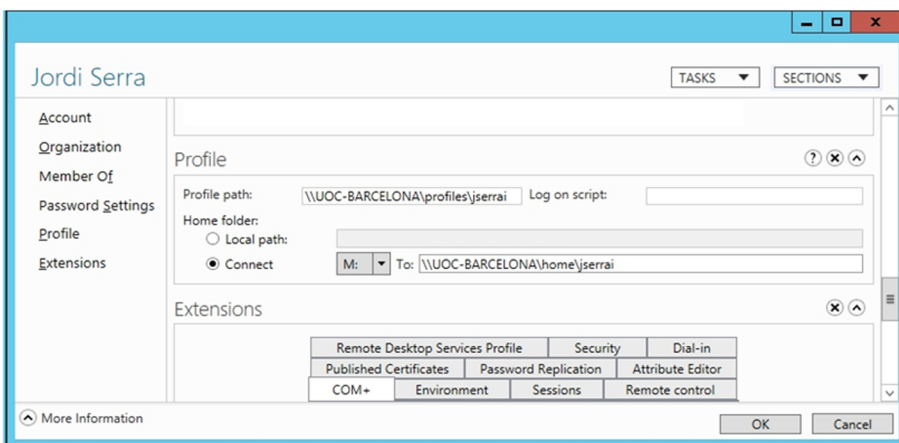 Jordi Serra
TASKS SECTIONS
Account
Organization
Member Of
Password Settings
Profile
Extensions
Profile
Profile path: \\UOC-BARCELONA\profiles\jserrai Log on script:
Home folder:
Local path:
Connect M: To: \\UOC-BARCELONA\home\jserrai
Extensions
Remote Desktop Services Profile Security Dial-in
Published Certificates Password Replication Attribute Editor
COM+ Environment Sessions Remote control
More Information
OK Cancel